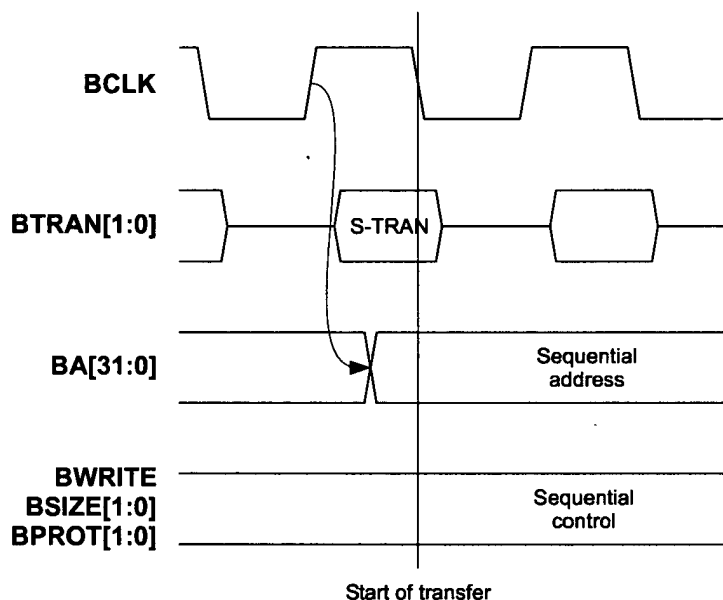 BCLK
BTRAN[1:0]
S-TRAN
BA[31:0]
Sequential
address
BWRITE
BSIZE[1:0]
BPROT[1:0]
Sequential
control
Start of transfer